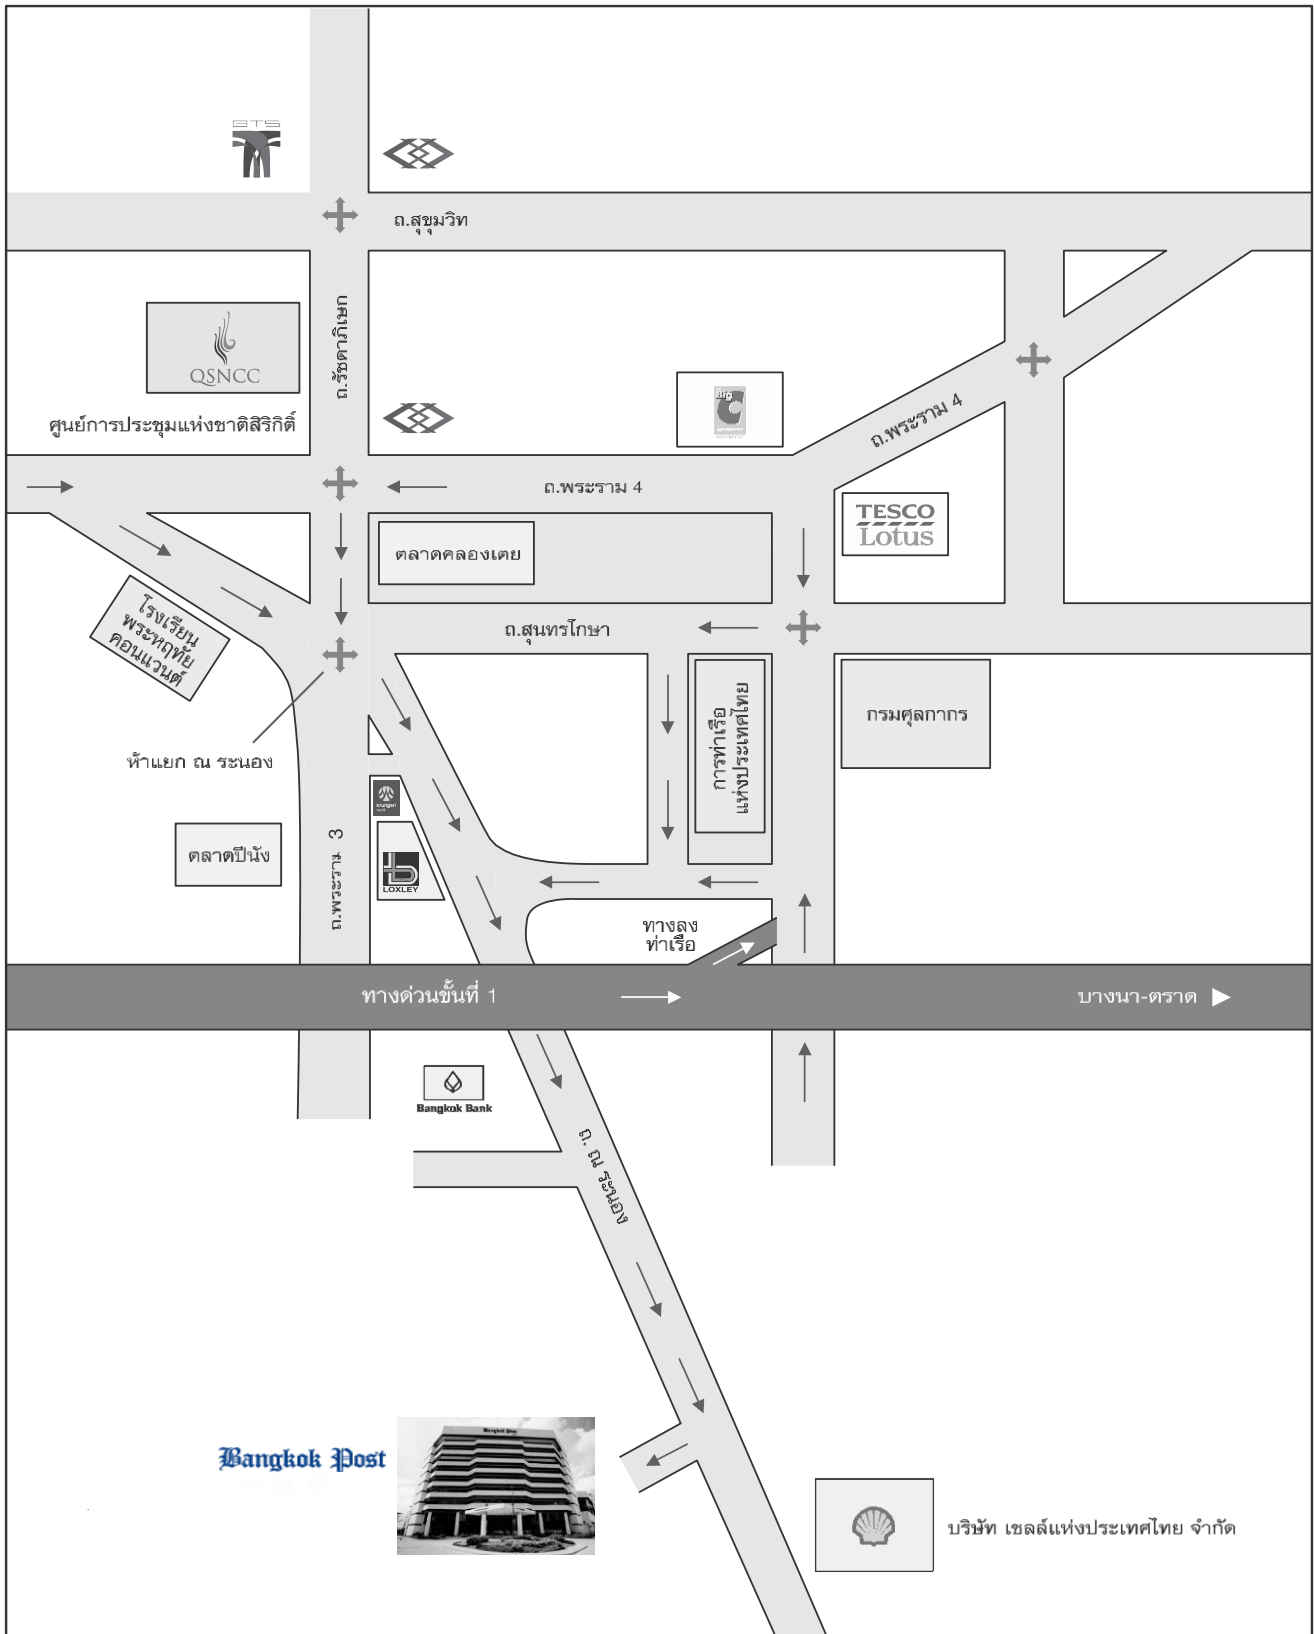 BTS
ถ.สุขุมวิท
ถ.รัชดาภิเษก
QSNCC
ศูนย์การประชุมแห่งชาติสิริกิติ์
Big
C
ถ.พระราม 4
ถ.พระราม 4
TESCO
Lotus
ตลาดคลองเตย
โรงเรียน
พระหฤทัย
คอนแวนต์
ถ.สุนทรโกษา
การท่าเรือ
แห่งประเทศไทย
กรมศุลกากร
ห้าแยก ณ ระนอง
krungsri
ตลาดปีนัง
ถ.พระราม 3
LOXLEY
ทางลง
ท่าเรือ
ทางด่วนขั้นที่ 1
บางนา-ตราด
Bangkok Bank
ถ. ณ ระนอง
Bangkok Post
Bangkok Post
บริษัท เชลล์แห่งประเทศไทย จำกัด